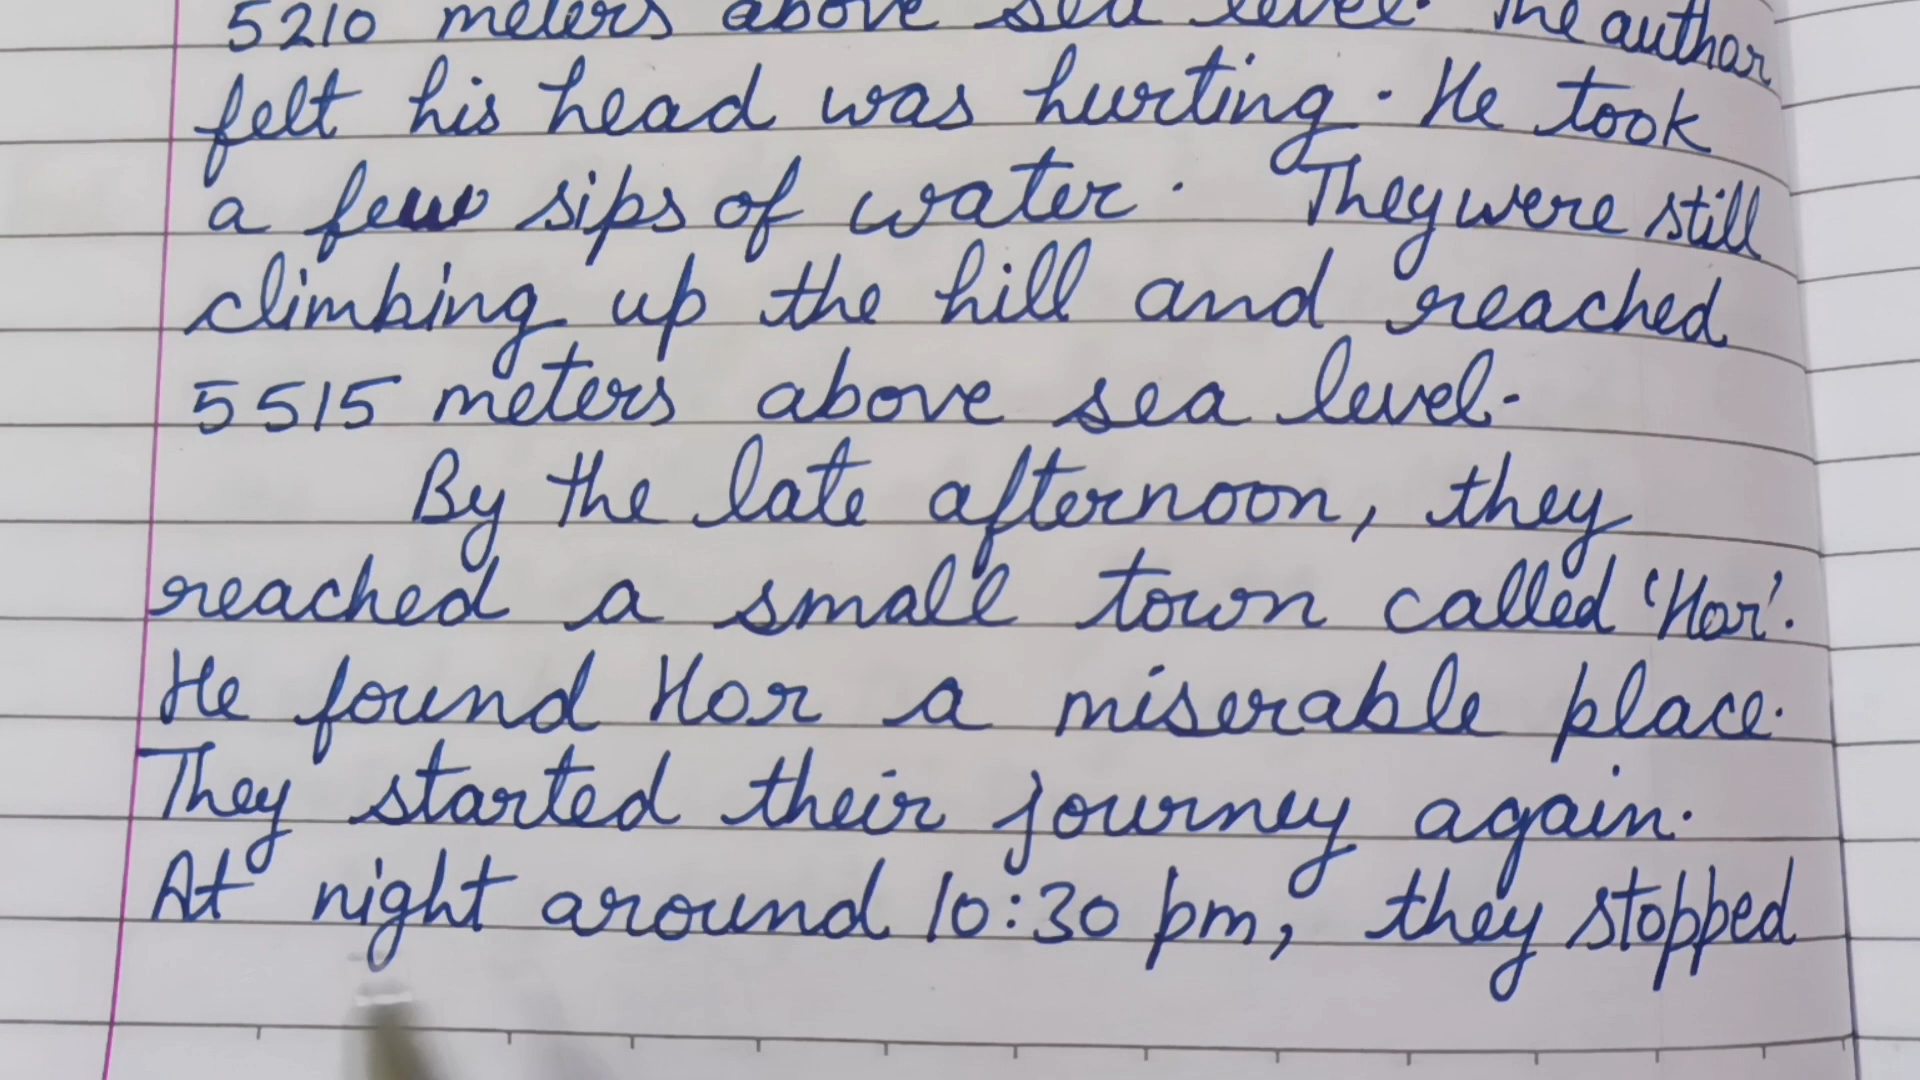 5210 meters above sea level. The author
felt his head was hurting. He took
a few sips of water. They were still
climbing up the hill and reached
5515 meters above sea level.
By the late afternoon, they
reached a small town called 'Hor'.
He found Hor a miserable place.
They started their journey again.
At night around 10:30 pm, they stopped